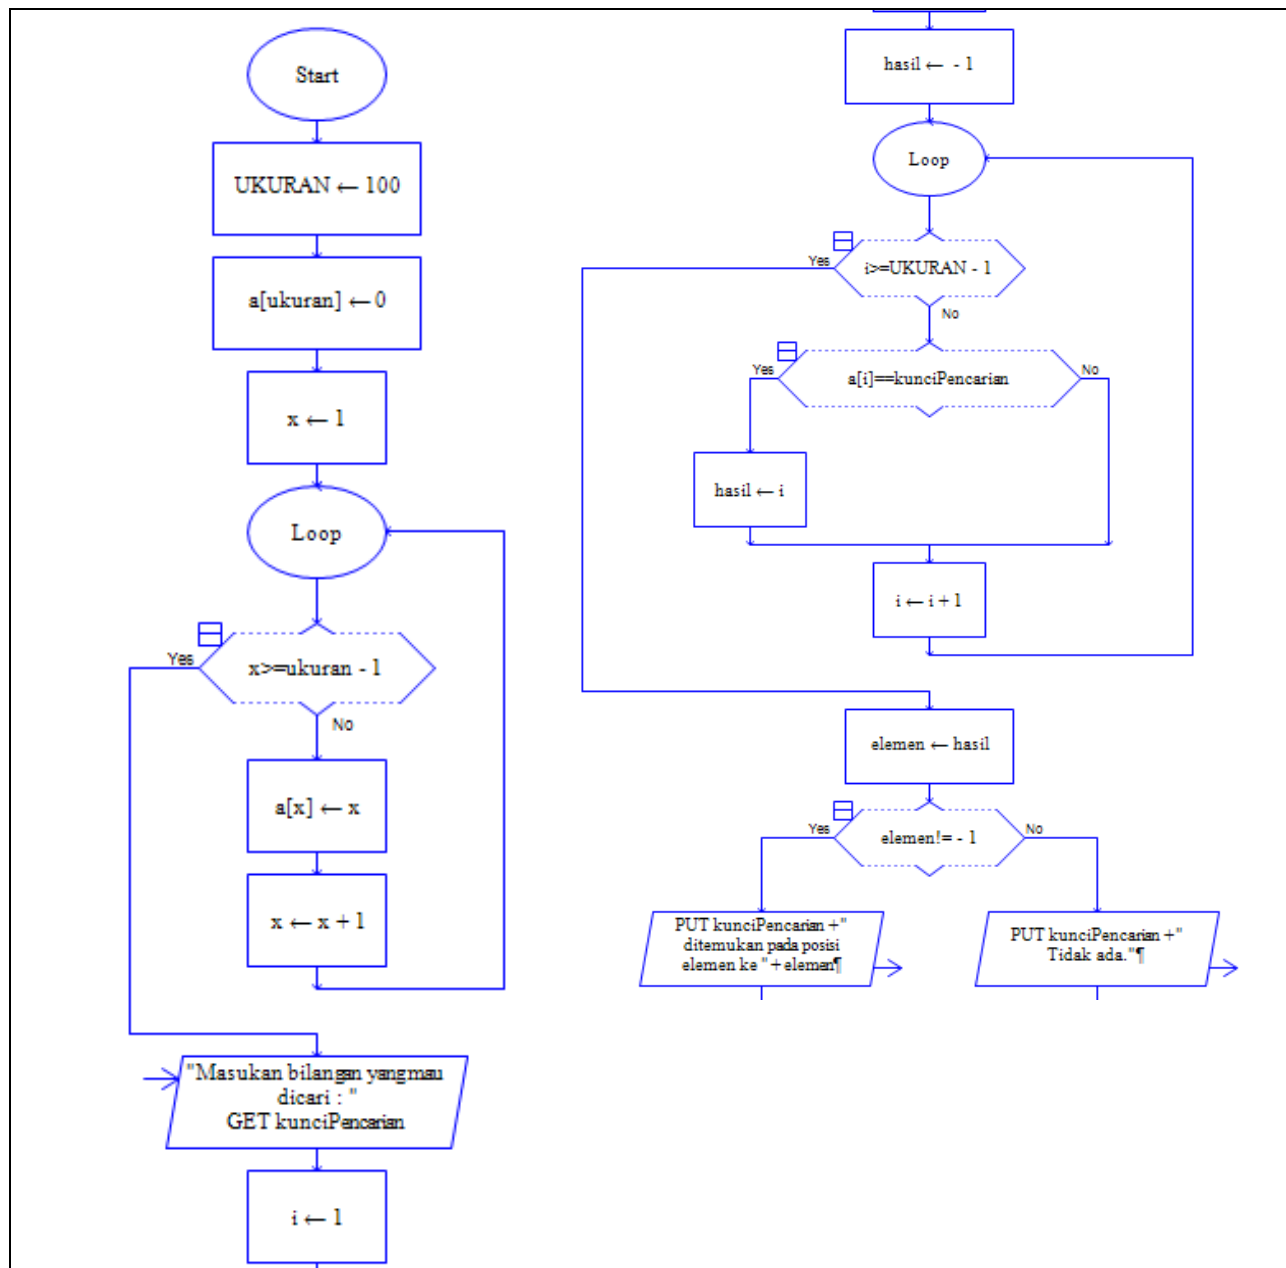 Start
UKURAN ← 100
a[ukuran] ← 0
x ← 1
Loop
x>=ukuran - 1
Yes
No
a[x] ← x
x ← x + 1
"Masukan bilangan yangmau
dicari : "
GET kunciPencarian
i ← 1
hasil ← - 1
Loop
i>=UKURAN - 1
Yes
No
a[i]==kunciPencarian
Yes
No
hasil ← i
i ← i + 1
elemen ← hasil
elemen!= - 1
Yes
No
PUT kunciPencarian +"
ditemukan pada posisi
elemen ke "+ elemen¶
PUT kunciPencarian +"
Tidak ada."¶